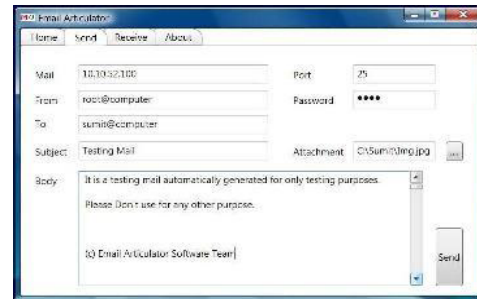 Email Articulator
Home Send Receive About
Mail 10.10.52.100 Port 25
From root@computer Password ••••
To sumit@computer
Subject Testing Mail Attachment C:\Sumit\Img.jpg ...
Body It is a testing mail automatically generated for only testing purposes.
Please Don't use for any other purpose.
(c) Email Articulator Software Team
Send